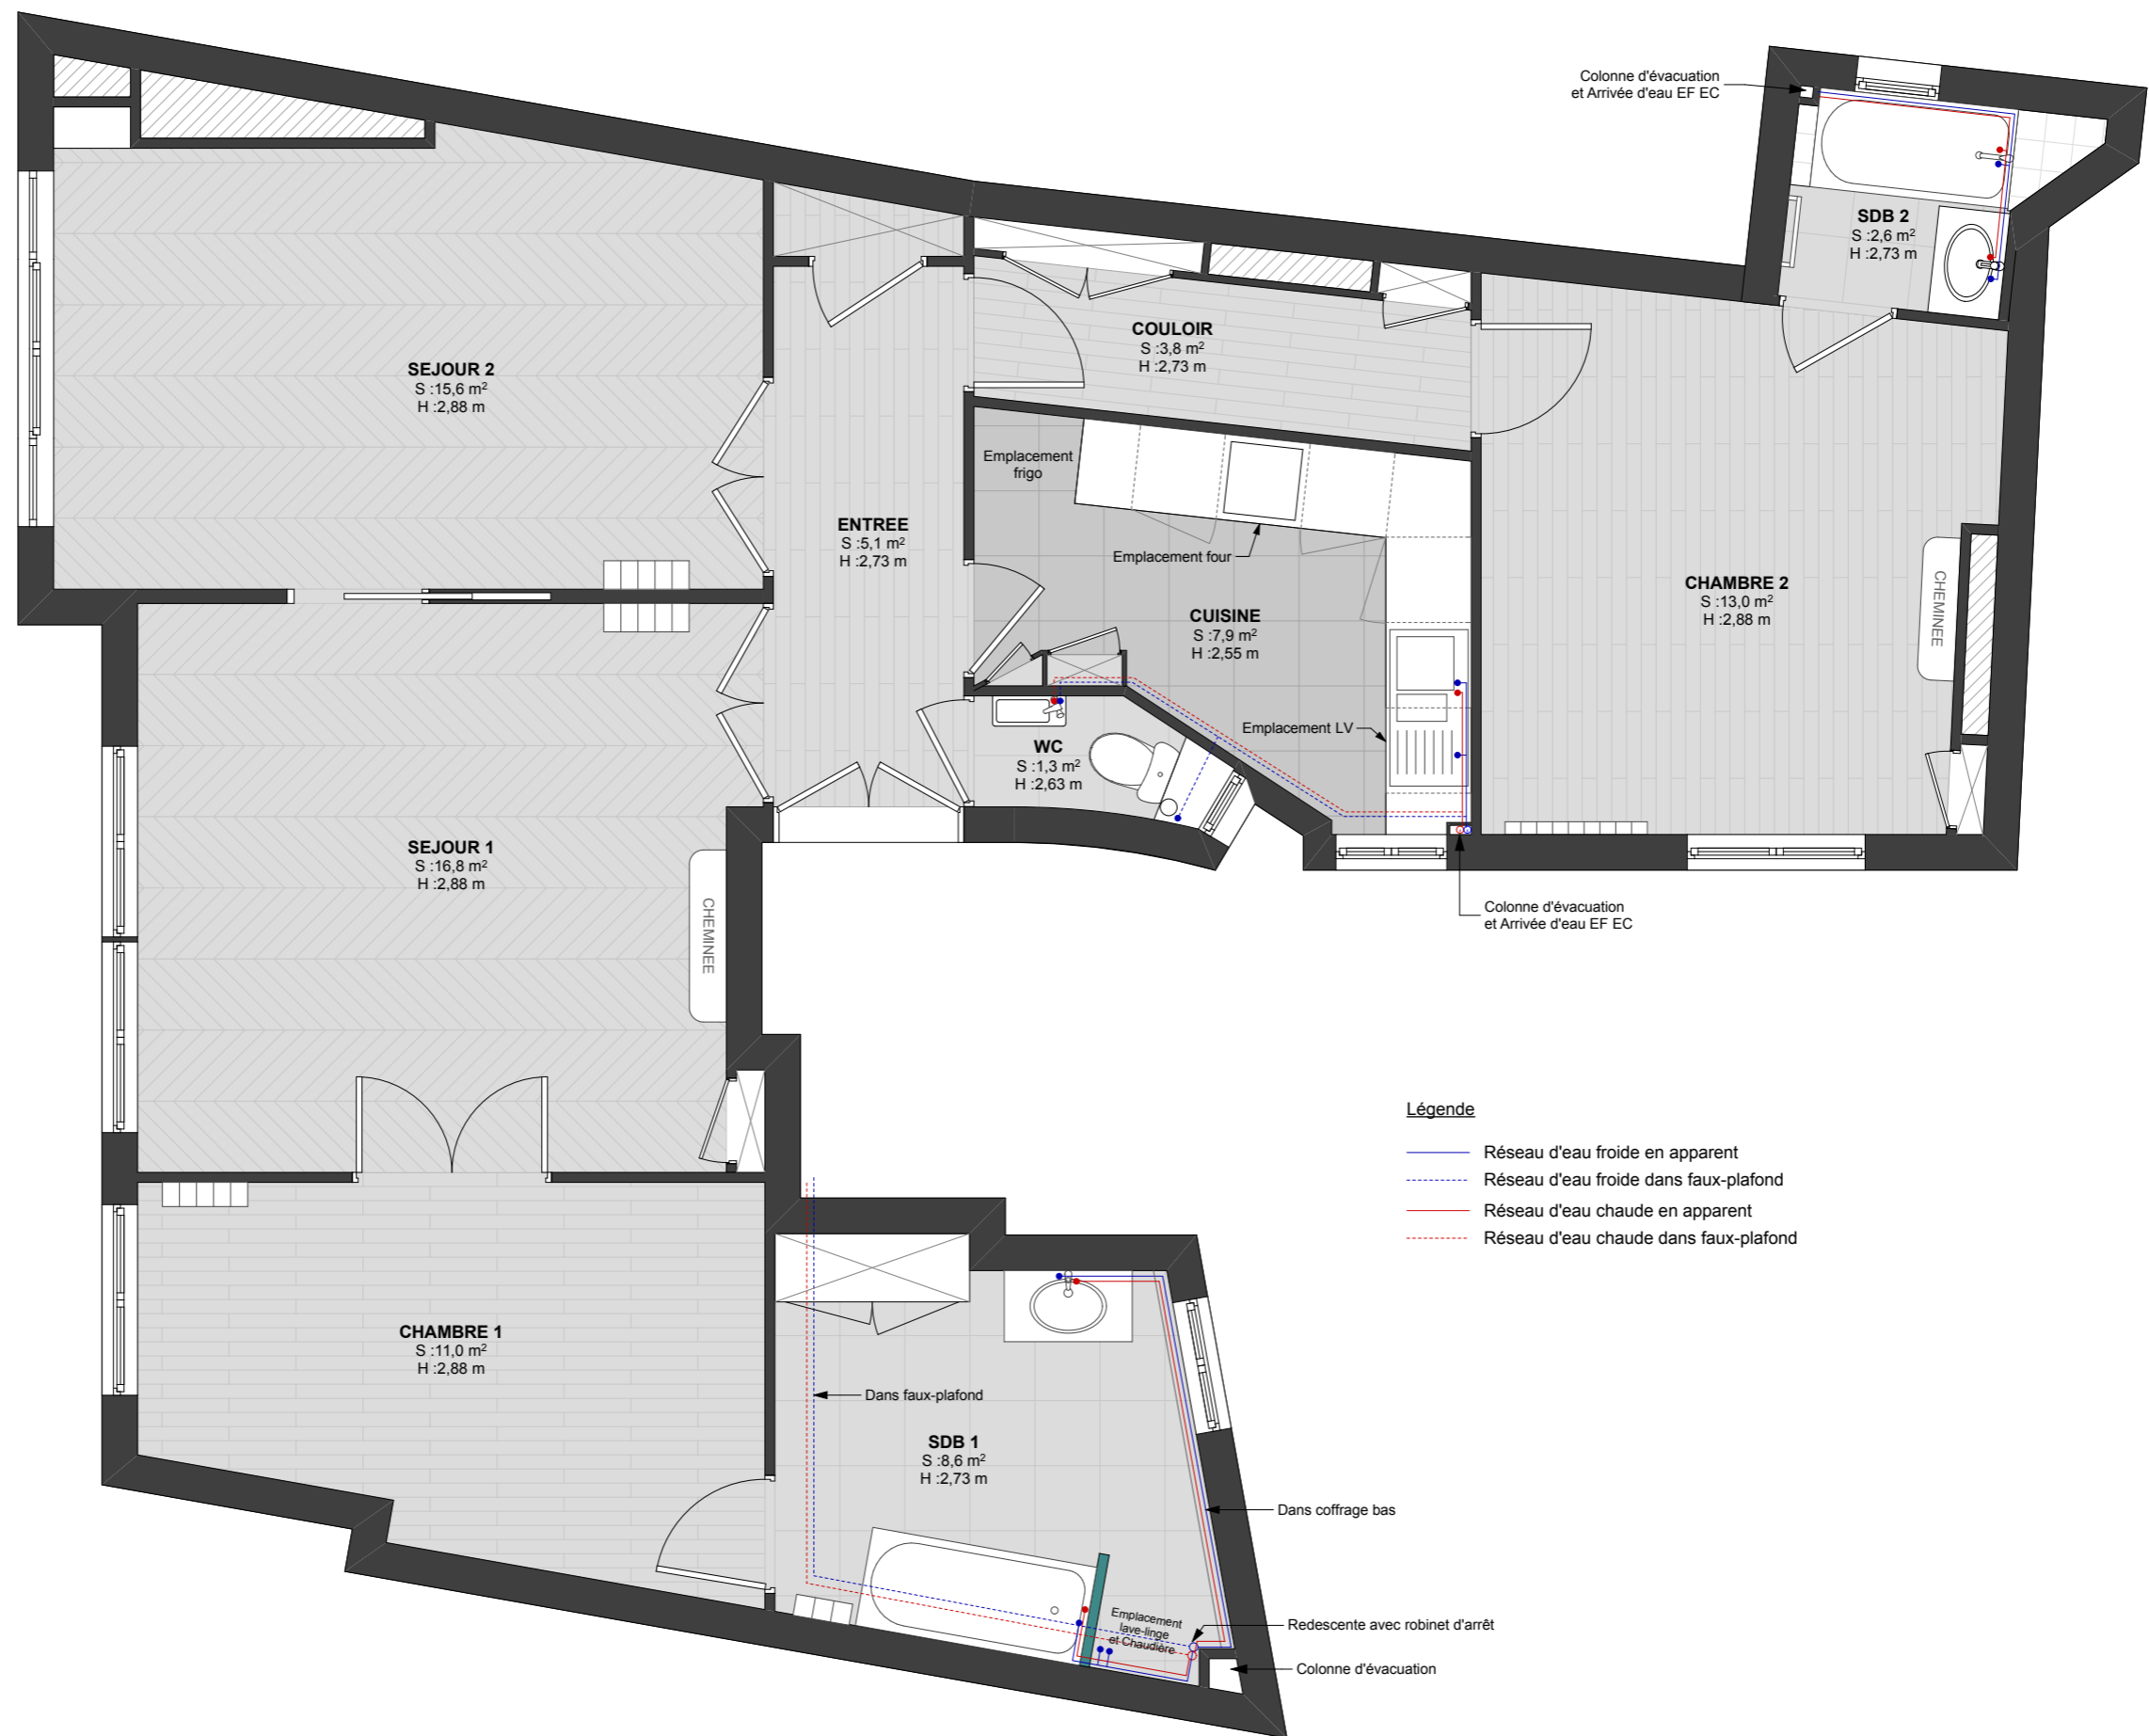 Colonne d'évacuation
et Arrivée d'eau EF EC
SDB 2
S :2,6 m²
H :2,73 m
COULOIR
S :3,8 m²
H :2,73 m
SEJOUR 2
S :15,6 m²
H :2,88 m
Emplacement
frigo
ENTREE
S :5,1 m²
H :2,73 m
Emplacement four
CUISINE
S :7,9 m²
H :2,55 m
CHAMBRE 2
S :13,0 m²
H :2,88 m
CHEMINEE
Emplacement LV
WC
S :1,3 m²
H :2,63 m
SEJOUR 1
S :16,8 m²
H :2,88 m
CHEMINEE
Colonne d'évacuation
et Arrivée d'eau EF EC
Légende
Réseau d'eau froide en apparent
Réseau d'eau froide dans faux-plafond
Réseau d'eau chaude en apparent
Réseau d'eau chaude dans faux-plafond
CHAMBRE 1
S :11,0 m²
H :2,88 m
Dans faux-plafond
SDB 1
S :8,6 m²
H :2,73 m
Dans coffrage bas
Emplacement
lave-linge
et Chaudière
Redescente avec robinet d'arrêt
Colonne d'évacuation